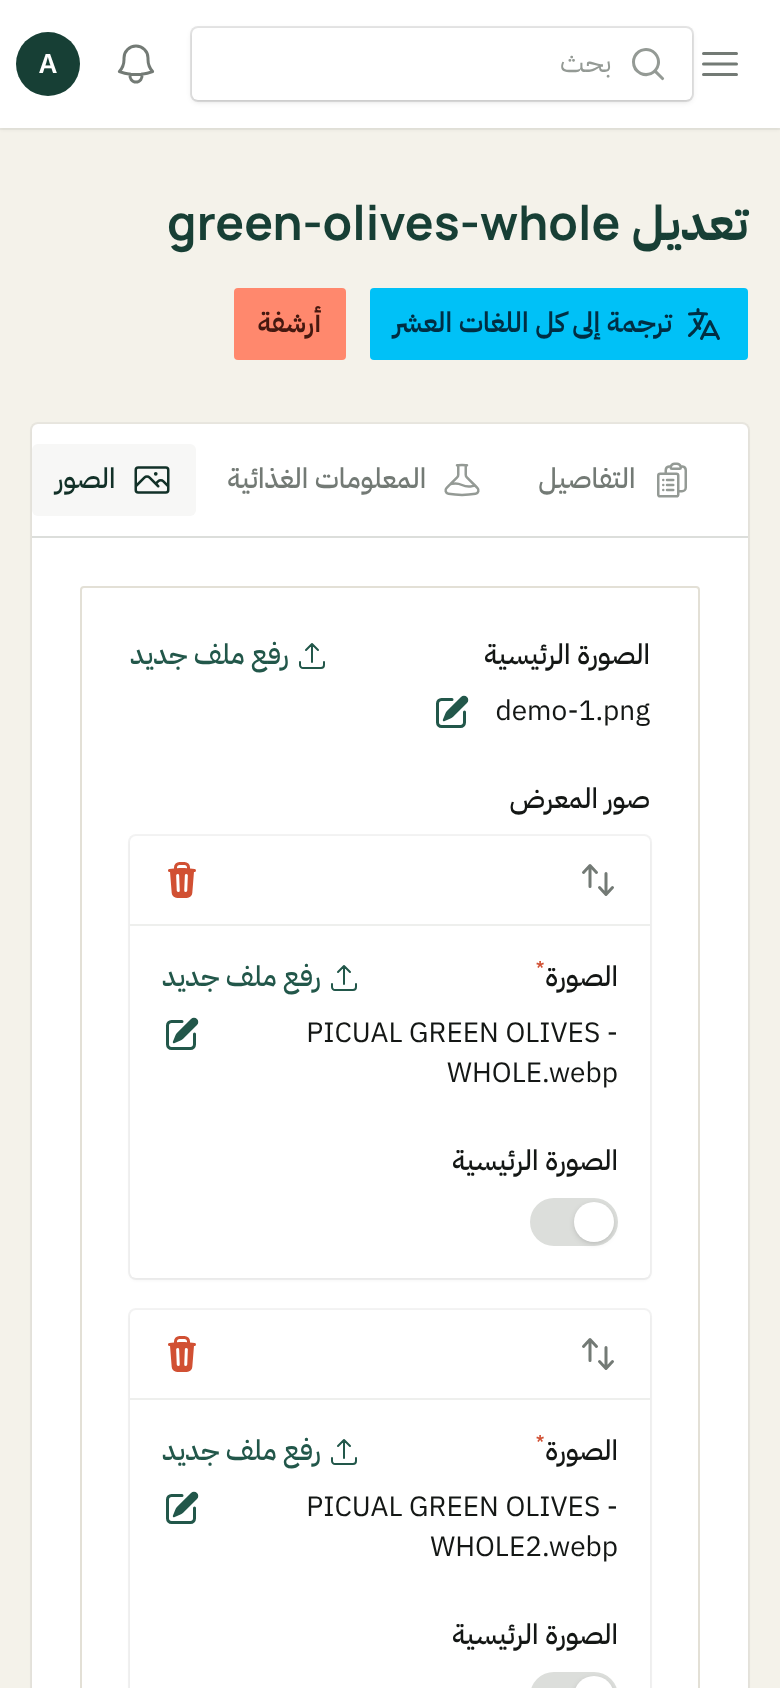 بحث
A
تعديل green-olives-whole
ترجمة إلى كل اللغات العشر
أرشفة
التفاصيل
المعلومات الغذائية
الصور
الصورة الرئيسية
رفع ملف جديد
demo-1.png
صور المعرض
الصورة*
رفع ملف جديد
PICUAL GREEN OLIVES -
WHOLE.webp
الصورة الرئيسية
الصورة*
رفع ملف جديد
PICUAL GREEN OLIVES -
WHOLE2.webp
الصورة الرئيسية